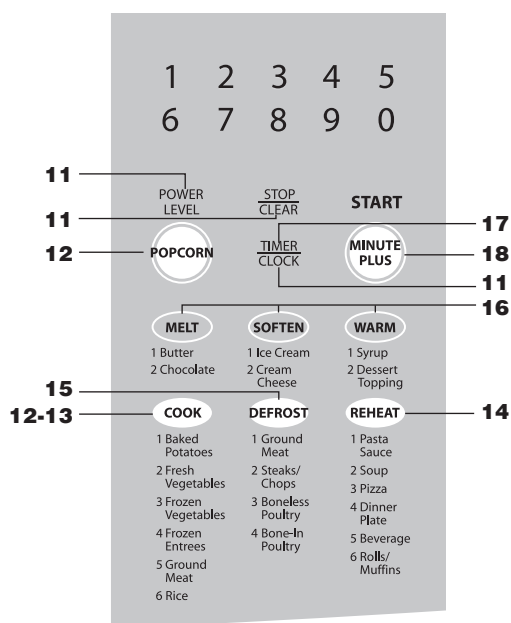 1 2 3 4 5
6 7 8 9 0
11
POWER
LEVEL
11
STOP
CLEAR
START
12
POPCORN
TIMER
CLOCK
17
MINUTE
PLUS
18
11
16
MELT
1 Butter
2 Chocolate
SOFTEN
1 Ice Cream
2 Cream
Cheese
WARM
1 Syrup
2 Dessert
Topping
15
12-13
COOK
1 Baked
Potatoes
2 Fresh
Vegetables
3 Frozen
Vegetables
4 Frozen
Entrees
5 Ground
Meat
6 Rice
DEFROST
1 Ground
Meat
2 Steaks/
Chops
3 Boneless
Poultry
4 Bone-In
Poultry
REHEAT
14
1 Pasta
Sauce
2 Soup
3 Pizza
4 Dinner
Plate
5 Beverage
6 Rolls/
Muffins